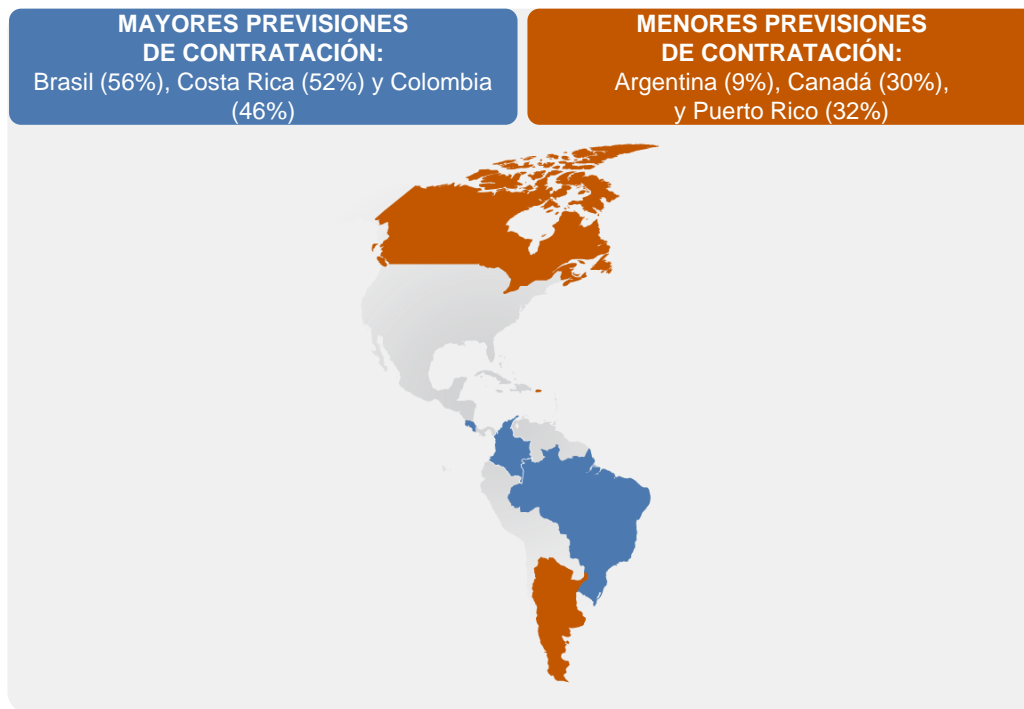 MAYORES PREVISIONES
DE CONTRATACIÓN:
Brasil (56%), Costa Rica (52%) y Colombia
(46%)
MENORES PREVISIONES
DE CONTRATACIÓN:
Argentina (9%), Canadá (30%),
y Puerto Rico (32%)